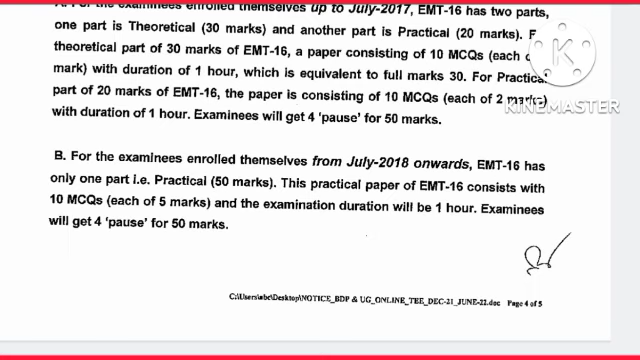 A. For the examinees enrolled themselves up to July-2017, EMT-16 has two parts,
one part is Theoretical (30 marks) and another part is Practical (20 marks). F
theoretical part of 30 marks of EMT-16, a paper consisting of 10 MCQs (each
mark) with duration of 1 hour, which is equivalent to full marks 30. For Practical
part of 20 marks of EMT-16, the paper is consisting of 10 MCQs (each of 2 marks)
with duration of 1 hour. Examinees will get 4 'pause' for 50 marks.
K
KINEMASTER
B. For the examinees enrolled themselves from July-2018 onwards, EMT-16 has
only one part i.e. Practical (50 marks). This practical paper of EMT-16 consists with
10 MCQs (each of 5 marks) and the examination duration will be 1 hour. Examinees
will get 4 'pause' for 50 marks.
C:\Users\abc\Desktop\NOTICE_BDP & UG_ONLINE_TEE_DEC-21_JUNE-22.doc Page 4 of 5